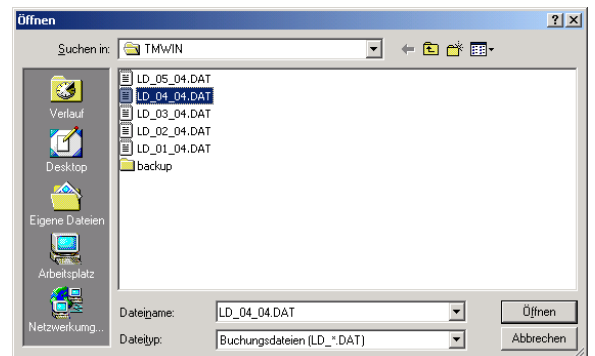 Öffnen
Suchen in: TMWIN
Verlauf
Desktop
Eigene Dateien
Arbeitsplatz
Netzwerkumg...
LD_05_04.DAT
LD_04_04.DAT
LD_03_04.DAT
LD_02_04.DAT
LD_01_04.DAT
backup
Dateiname: LD_04_04.DAT Öffnen
Dateityp: Buchungsdateien (LD_*.DAT) Abbrechen